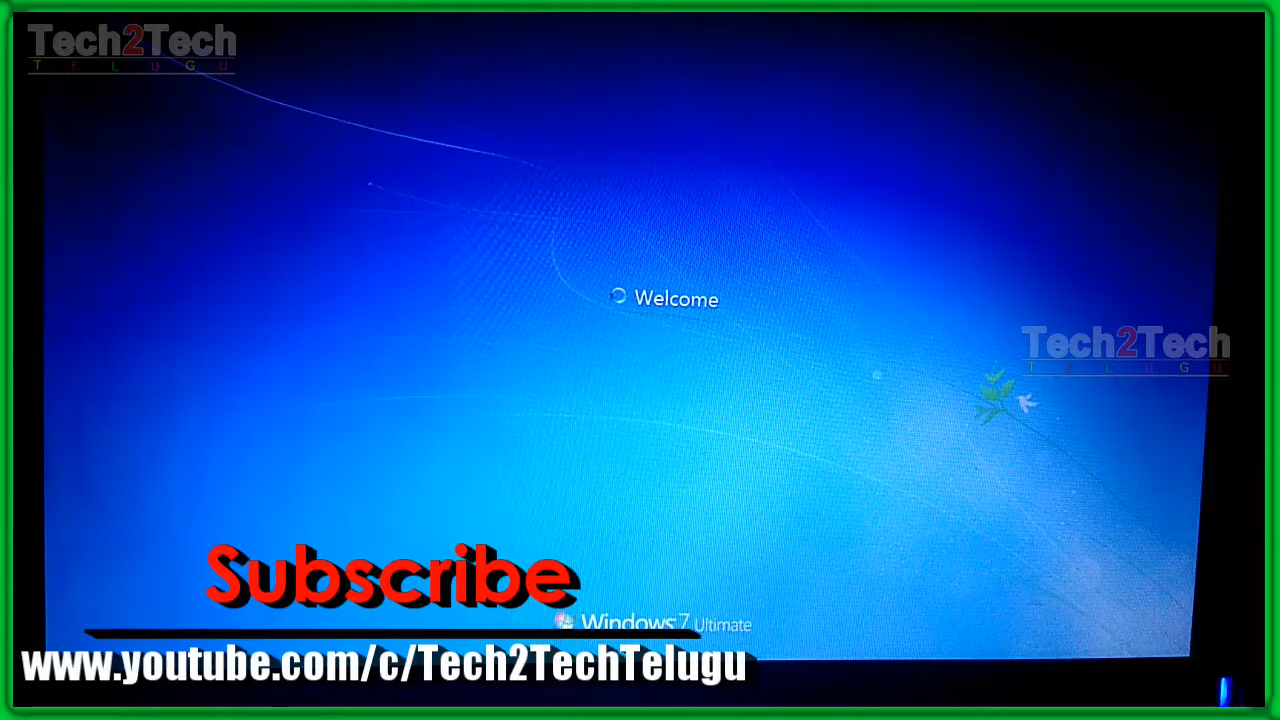 Tech2Tech
TELUGU
Welcome
Tech2Tech
TELUGU
Subscribe
Windows 7 Ultimate
www.youtube.com/c/Tech2TechTelugu